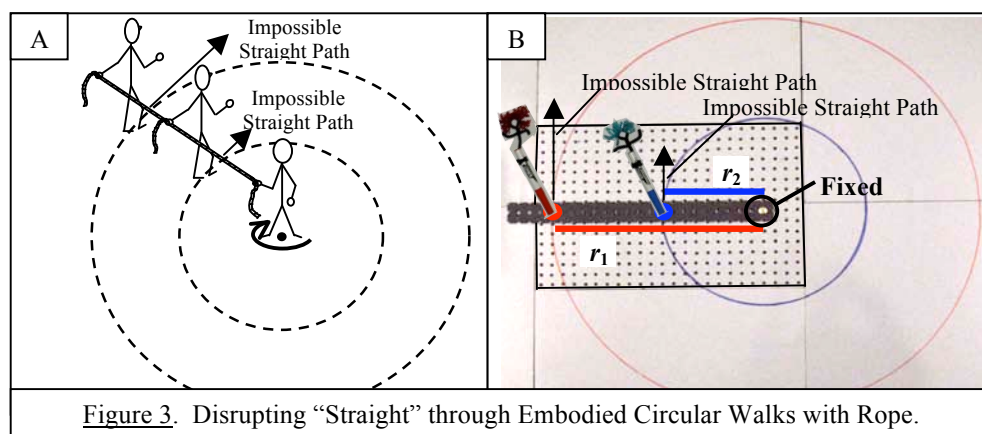 A
Impossible
Straight Path
Impossible
Straight Path
B
Impossible Straight Path
Impossible Straight Path
r2
Fixed
r1
Figure 3. Disrupting “Straight” through Embodied Circular Walks with Rope.